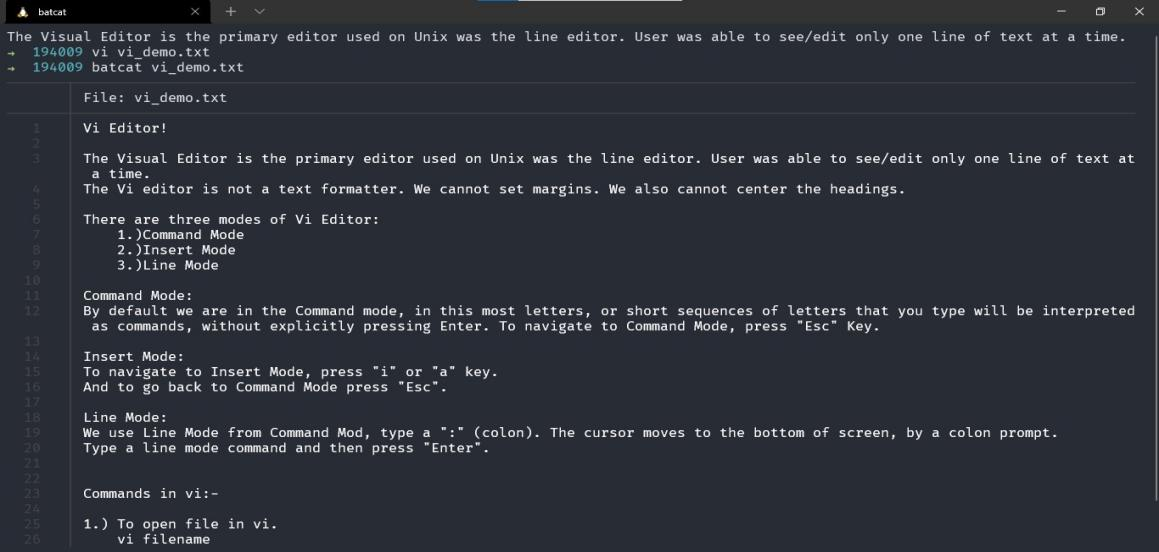 batcat
The Visual Editor is the primary editor used on Unix was the line editor. User was able to see/edit only one line of text at a time.
→ 194009 vi vi_demo.txt
→ 194009 batcat vi_demo.txt
File: vi_demo.txt
1 Vi Editor!
2
3 The Visual Editor is the primary editor used on Unix was the line editor. User was able to see/edit only one line of text at
a time.
4 The Vi editor is not a text formatter. We cannot set margins. We also cannot center the headings.
5
6 There are three modes of Vi Editor:
7 1.)Command Mode
8 2.)Insert Mode
9 3.)Line Mode
10
11 Command Mode:
12 By default we are in the Command mode, in this most letters, or short sequences of letters that you type will be interpreted
as commands, without explicitly pressing Enter. To navigate to Command Mode, press "Esc" Key.
13
14 Insert Mode:
15 To navigate to Insert Mode, press "i" or "a" key.
16 And to go back to Command Mode press "Esc".
17
18 Line Mode:
19 We use Line Mode from Command Mod, type a ":" (colon). The cursor moves to the bottom of screen, by a colon prompt.
20 Type a line mode command and then press "Enter".
21
22
23 Commands in vi:-
24
25 1.) To open file in vi.
26 vi filename